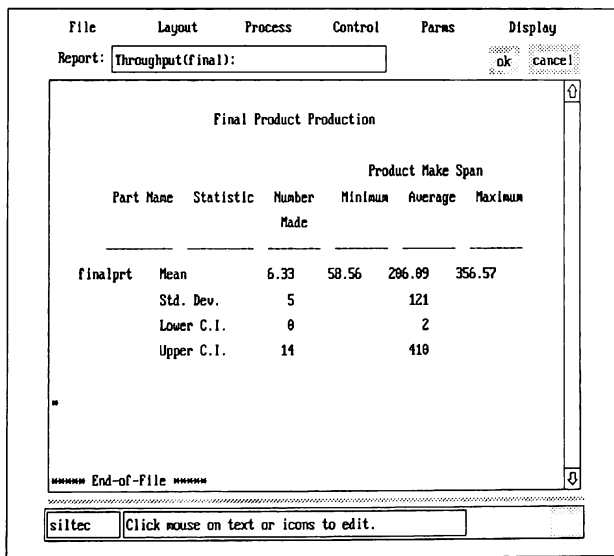 File Layout Process Control Parms Display
Report: Throughput(final): ok cancel
Final Product Production
Product Make Span
Part Name Statistic Number Minimum Average Maximum
Made
finalprt Mean 6.33 58.56 206.09 356.57
Std. Dev. 5 121
Lower C.I. 0 2
Upper C.I. 14 410
*
***** End-of-File *****
siltec Click mouse on text or icons to edit.